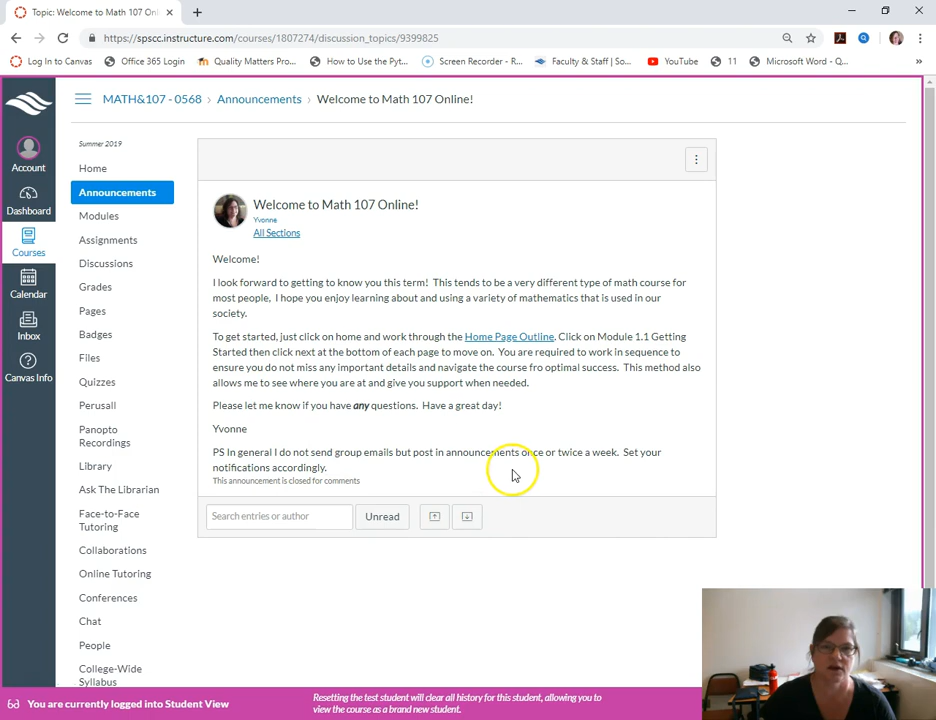 Topic: Welcome to Math 107 Onl
https://spscc.instructure.com/courses/1807274/discussion_topics/9399825
Log In to Canvas
Office 365 Login
Quality Matters Pro...
How to Use the Pyt...
Screen Recorder - R...
Faculty & Staff | So...
YouTube
11
Microsoft Word - Q...
»
MATH&107 - 0568 › Announcements › Welcome to Math 107 Online!
Account
Dashboard
Courses
Calendar
Inbox
Canvas Info
Summer 2019
Home
Announcements
Modules
Assignments
Discussions
Grades
Pages
Badges
Files
Quizzes
Perusall
Panopto
Recordings
Library
Ask The Librarian
Face-to-Face
Tutoring
Collaborations
Online Tutoring
Conferences
Chat
People
College-Wide
Syllabus
Welcome to Math 107 Online!
Yvonne
All Sections
Welcome!
I look forward to getting to know you this term! This tends to be a very different type of math course for
most people, I hope you enjoy learning about and using a variety of mathematics that is used in our
society.
To get started, just click on home and work through the Home Page Outline. Click on Module 1.1 Getting
Started then click next at the bottom of each page to move on. You are required to work in sequence to
ensure you do not miss any important details and navigate the course fro optimal success. This method also
allows me to see where you are at and give you support when needed.
Please let me know if you have any questions. Have a great day!
Yvonne
PS In general I do not send group emails but post in announcements once or twice a week. Set your
notifications accordingly.
This announcement is closed for comments
Search entries or author
Unread
You are currently logged into Student View
Resetting the test student will clear all history for this student, allowing you to
view the course as a brand new student.